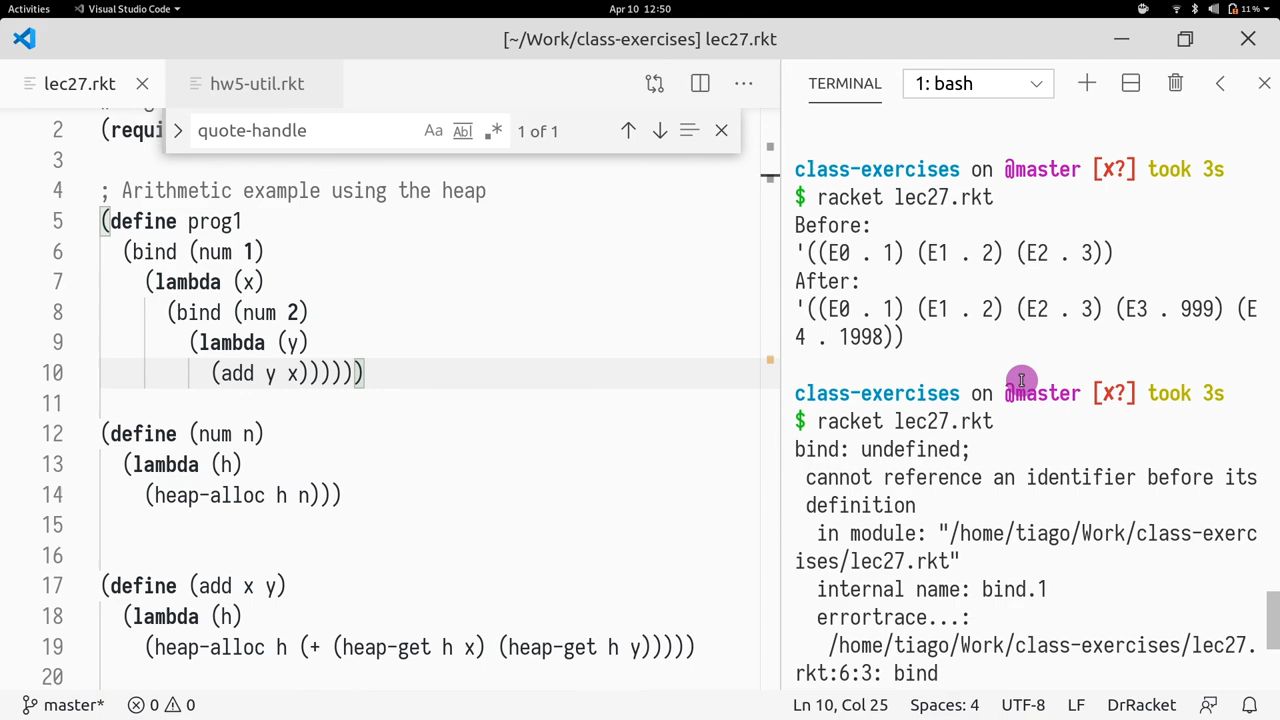 Activities
Visual Studio Code
Apr 10 12:50
11%
[~/Work/class-exercises] lec27.rkt
lec27.rkt
hw5-util.rkt
quote-handle
Aa
Abl
1 of 1
2 (requi
3
4 ; Arithmetic example using the heap
5 (define prog1
6 (bind (num 1)
7 (lambda (x)
8 (bind (num 2)
9 (lambda (y)
10 (add y x))))))
11
12 (define (num n)
13 (lambda (h)
14 (heap-alloc h n)))
15
16
17 (define (add x y)
18 (lambda (h)
19 (heap-alloc h (+ (heap-get h x) (heap-get h y)))))
20
TERMINAL
1: bash
class-exercises on @master [✗?] took 3s
$ racket lec27.rkt
Before:
'((E0 . 1) (E1 . 2) (E2 . 3))
After:
'((E0 . 1) (E1 . 2) (E2 . 3) (E3 . 999) (E
4 . 1998))
class-exercises on @master [✗?] took 3s
$ racket lec27.rkt
bind: undefined;
cannot reference an identifier before its
definition
in module: "/home/tiago/Work/class-exerc
ises/lec27.rkt"
internal name: bind.1
errortrace...:
/home/tiago/Work/class-exercises/lec27.
rkt:6:3: bind
master*
0
0
Ln 10, Col 25
Spaces: 4
UTF-8
LF
DrRacket